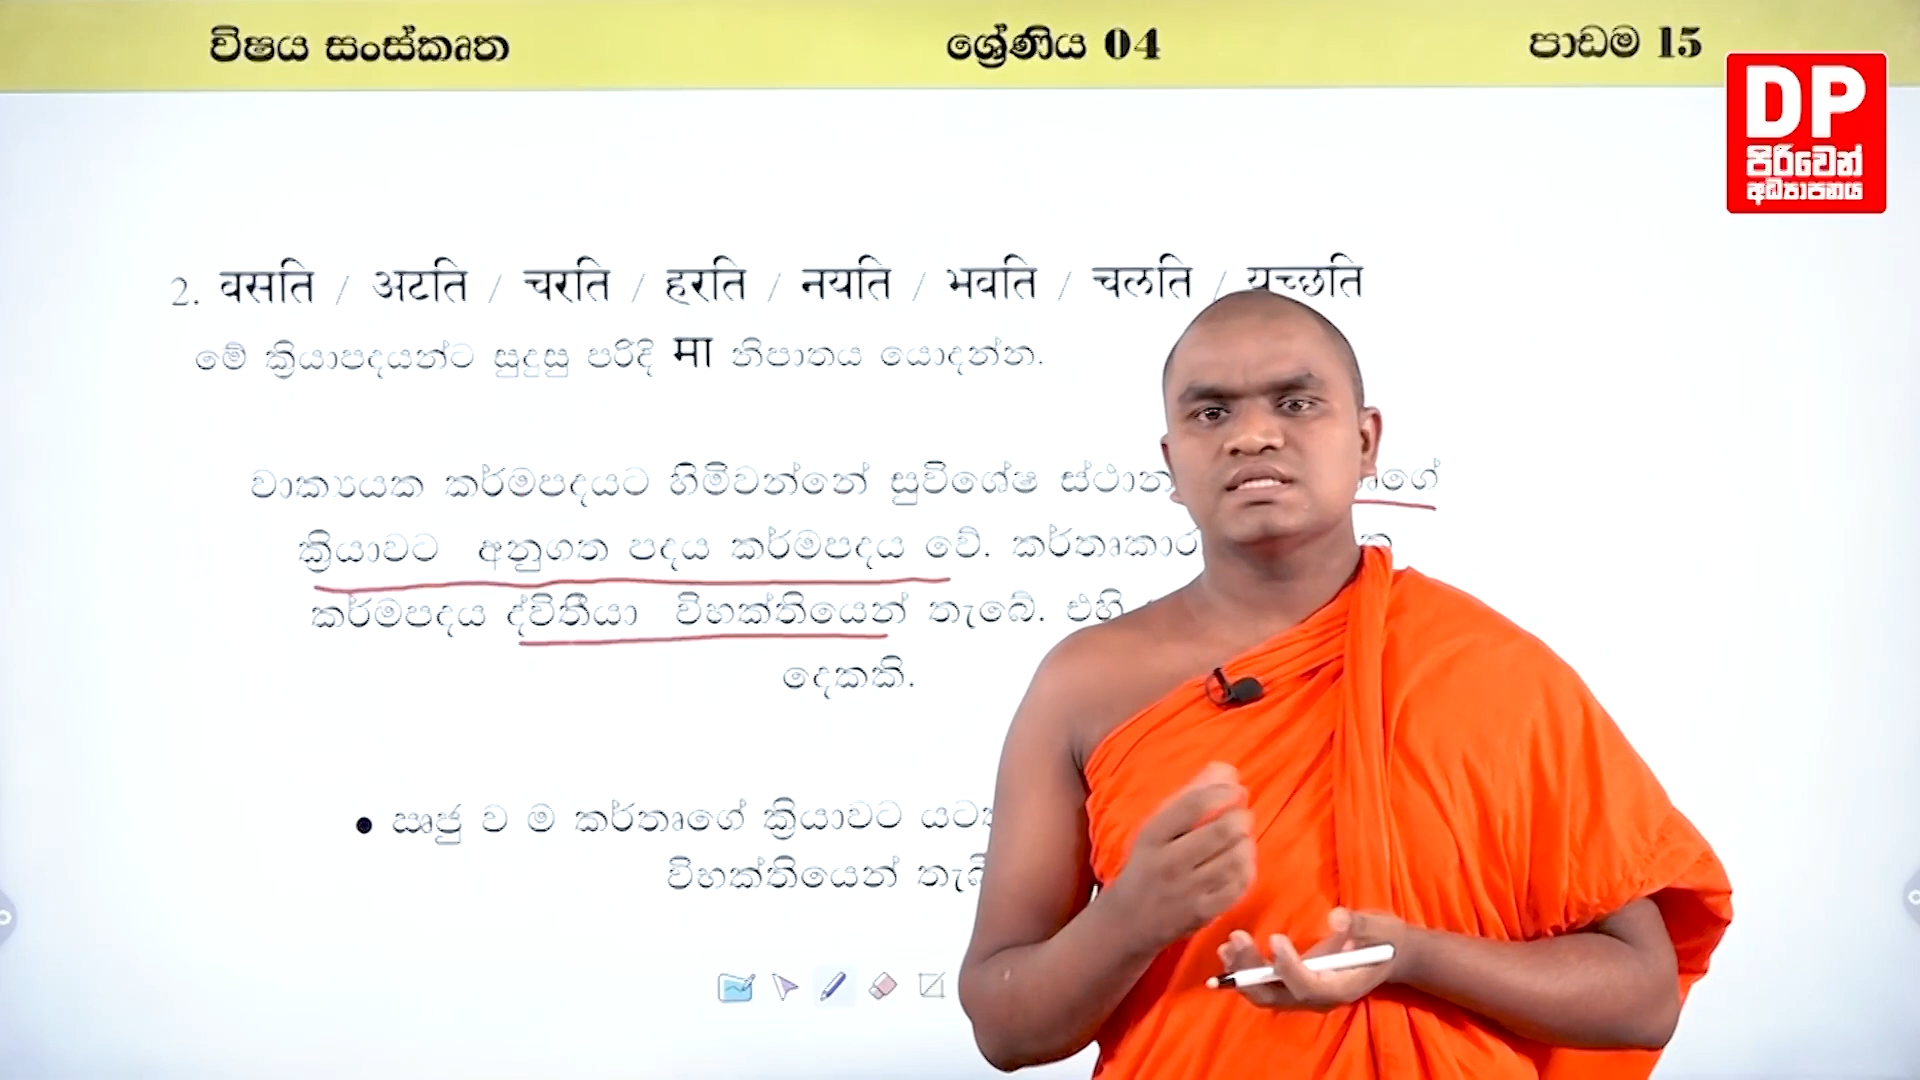 විෂය සංස්කෘත ශ්‍රේණිය 04 පාඩම 15
DP
පිරිවෙන්
අධ්‍යාපනය
2. वसति / अटति / चरति / हरति / नयति / भवति / चलति / यच्छति
මේ ක්‍රියාපදයන්ට සුදුසු පරිදි मा නිපාතය යොදන්න.
වාක්‍යයක කර්මපදයට හිමිවන්නේ සුවිශේෂ
ක්‍රියාවට අනුගත පදය කර්මපදය වේ.
කර්මපදය ද්විතීයා විභක්තියෙන් තැබේ. එහි
දෙකකි.
• ඍජු ව ම කර්තෘගේ ක්‍රියාවට
විභක්තියෙන්